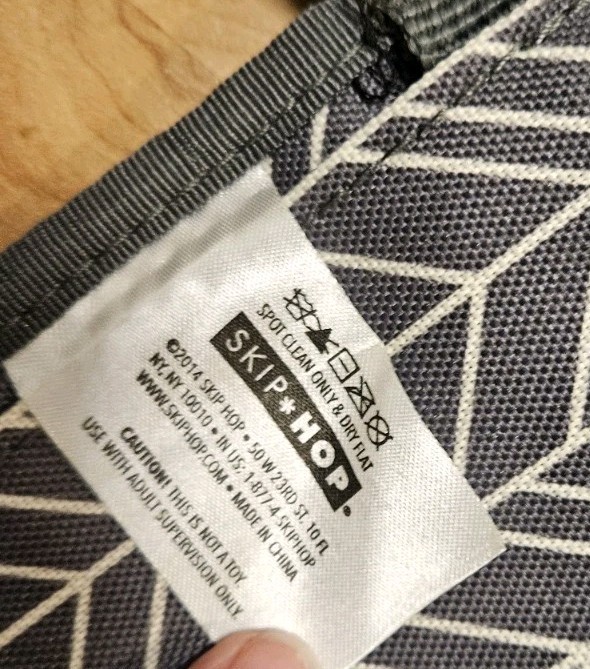 SPOT CLEAN ONLY & DRY FLAT
SKIP★HOP®
©2014 SKIP HOP • 50 W 23RD ST. 10 FL
NY, NY 10010 • IN US: 1-877-4 SKIPHOP
WWW.SKIPHOP.COM • MADE IN CHINA
CAUTION! THIS IS NOT A TOY.
USE WITH ADULT SUPERVISION ONLY.